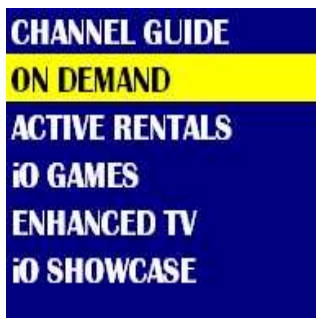 CHANNEL GUIDE
ON DEMAND
ACTIVE RENTALS
iO GAMES
ENHANCED TV
iO SHOWCASE